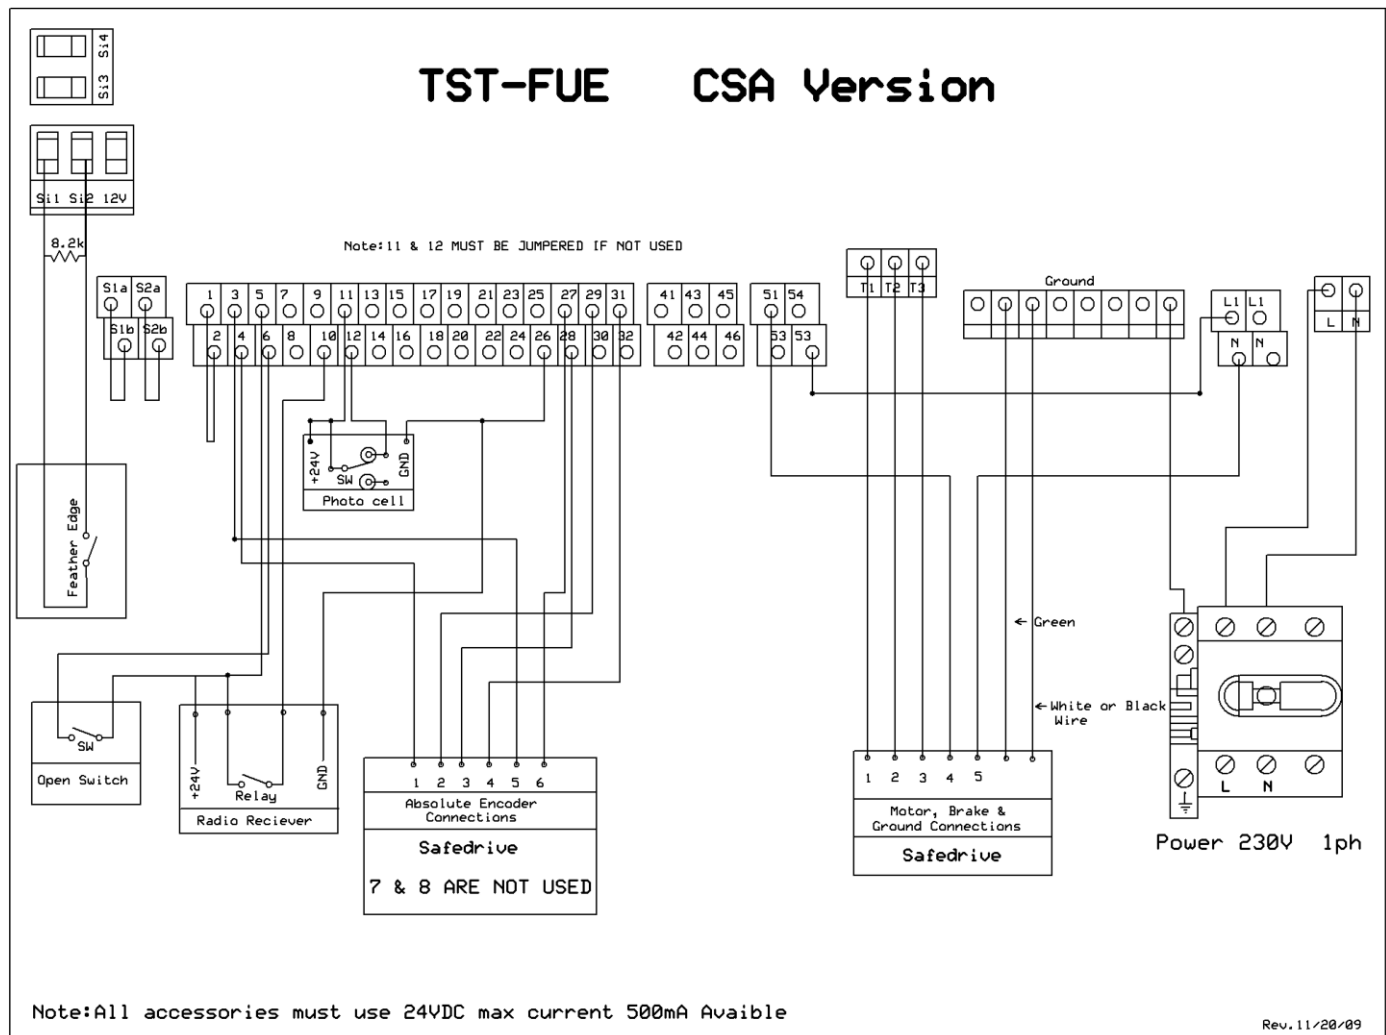 TST-FUE CSA Version
Si4
Si3
Si1 Si2 12V
8.2k
Note:11 & 12 MUST BE JUMPERED IF NOT USED
S1a S2a
S1b S2b
1 3 5 7 9 11 13 15 17 19 21 23 25 27 29 31
2 4 6 8 10 12 14 16 18 20 22 24 26 28 30 32
41 43 45
42 44 46
51 54
53 53
T1 T2 T3
Ground
L1 L1
N N
L N
+24V
SW
GND
Photo cell
Feather Edge
← Green
← White or Black
Wire
SW
Open Switch
+24V
Relay
GND
Radio Reciever
1 2 3 4 5 6
Absolute Encoder
Connections
Safedrive
7 & 8 ARE NOT USED
1 2 3 4 5
Motor, Brake &
Ground Connections
Safedrive
L N
Power 230V 1ph
Note:All accessories must use 24VDC max current 500mA Avaible
Rev.11/20/09